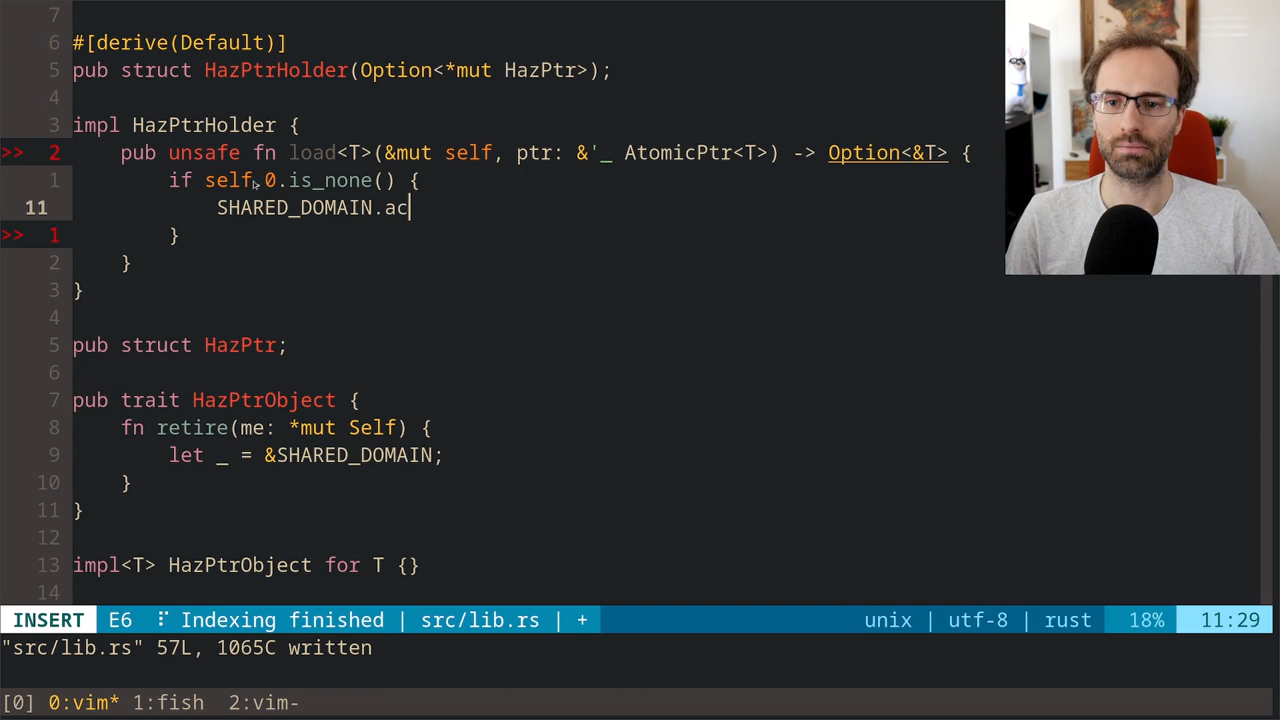 7
6 #[derive(Default)]
5 pub struct HazPtrHolder(Option<*mut HazPtr>);
4
3 impl HazPtrHolder {
>> 2     pub unsafe fn load<T>(&mut self, ptr: &'_ AtomicPtr<T>) -> Option<&T> {
1         if self.0.is_none() {
11             SHARED_DOMAIN.ac
>> 1         }
2     }
3 }
4
5 pub struct HazPtr;
6
7 pub trait HazPtrObject {
8     fn retire(me: *mut Self) {
9         let _ = &SHARED_DOMAIN;
10     }
11 }
12
13 impl<T> HazPtrObject for T {}
14
INSERT E6 ⠏ Indexing finished | src/lib.rs | + unix | utf-8 | rust 18% 11:29
"src/lib.rs" 57L, 1065C written
[0] 0:vim* 1:fish 2:vim-